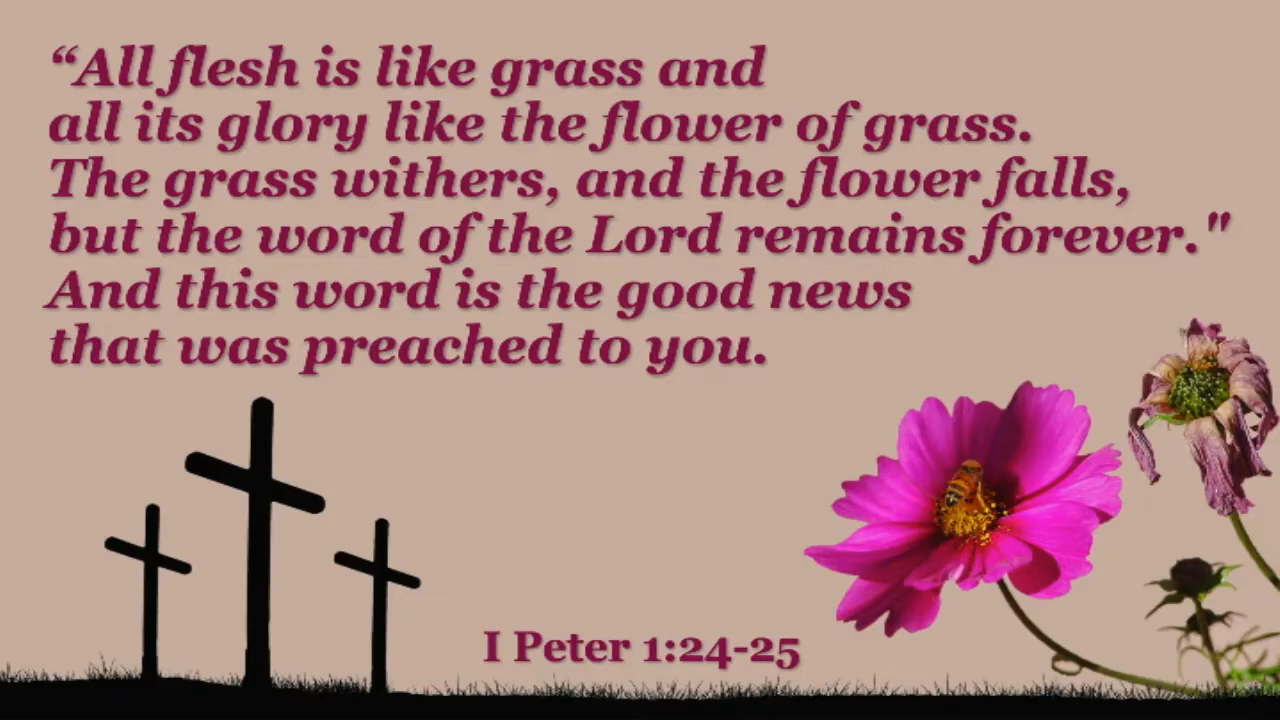 “All flesh is like grass and
all its glory like the flower of grass.
The grass withers, and the flower falls,
but the word of the Lord remains forever."
And this word is the good news
that was preached to you.
I Peter 1:24-25